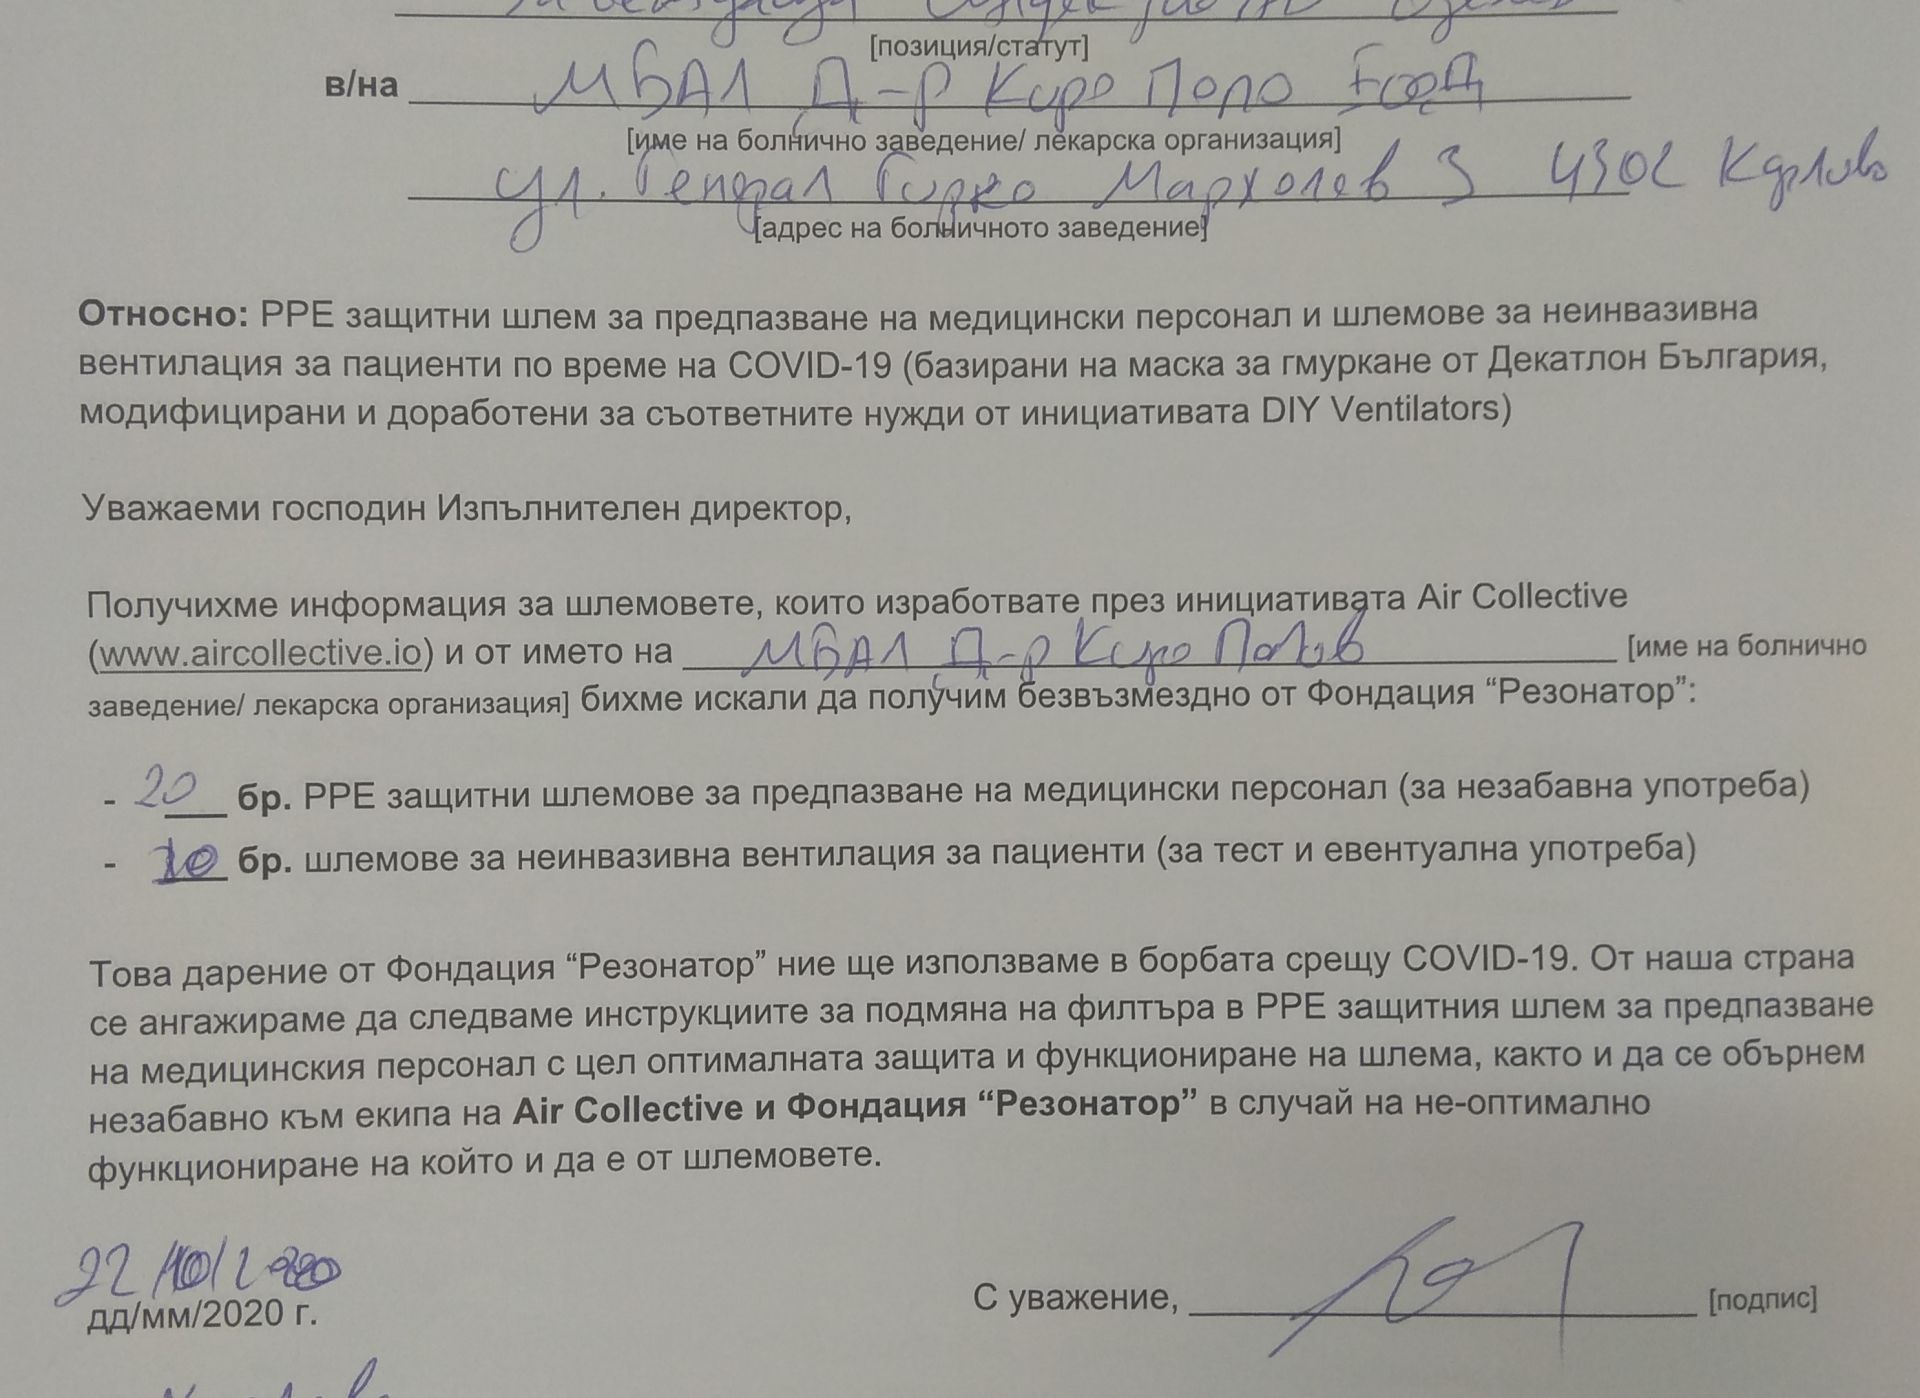 [позиция/статут]
в/на МБАЛ Д-р Киро Попо ЕООД
[име на болнично заведение/ лекарска организация]
ул. Генерал 3 4302 Карлово
[адрес на болничното заведение]
Относно: PPE защитни шлем за предпазване на медицински персонал и шлемове за неинвазивна
вентилация за пациенти по време на COVID-19 (базирани на маска за гмуркане от Декатлон България,
модифицирани и доработени за съответните нужди от инициативата DIY Ventilators)
Уважаеми господин Изпълнителен директор,
Получихме информация за шлемовете, които изработвате през инициативата Air Collective
(www.aircollective.io) и от името на МБАЛ Д-р Киро Попов [име на болнично
заведение/ лекарска организация] бихме искали да получим безвъзмездно от Фондация “Резонатор”:
- 20 бр. PPE защитни шлемове за предпазване на медицински персонал (за незабавна употреба)
- 10 бр. шлемове за неинвазивна вентилация за пациенти (за тест и евентуална употреба)
Това дарение от Фондация “Резонатор” ние ще използваме в борбата срещу COVID-19. От наша страна
се ангажираме да следваме инструкциите за подмяна на филтъра в PPE защитния шлем за предпазване
на медицинския персонал с цел оптималната защита и функциониране на шлема, както и да се обърнем
незабавно към екипа на Air Collective и Фондация “Резонатор” в случай на не-оптимално
функциониране на който и да е от шлемовете.
22/10/2020
дд/мм/2020 г.
С уважение, [подпис]